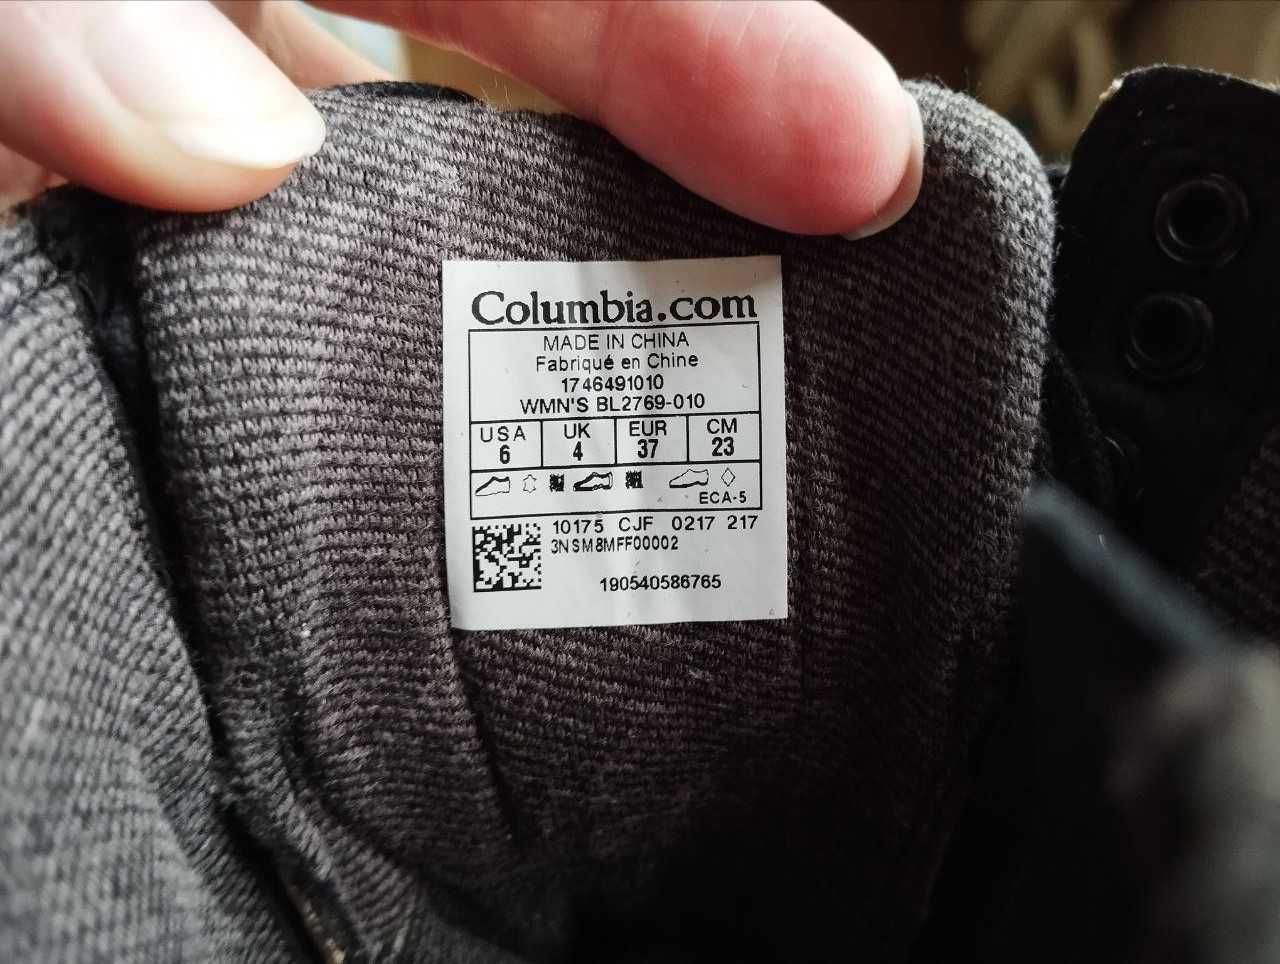 Columbia.com
MADE IN CHINA
Fabriqué en Chine
1746491010
WMN'S BL2769-010
USA UK EUR CM
6 4 37 23
ECA-5
10175 CJF 0217 217
3NSM8MFF00002
190540586765